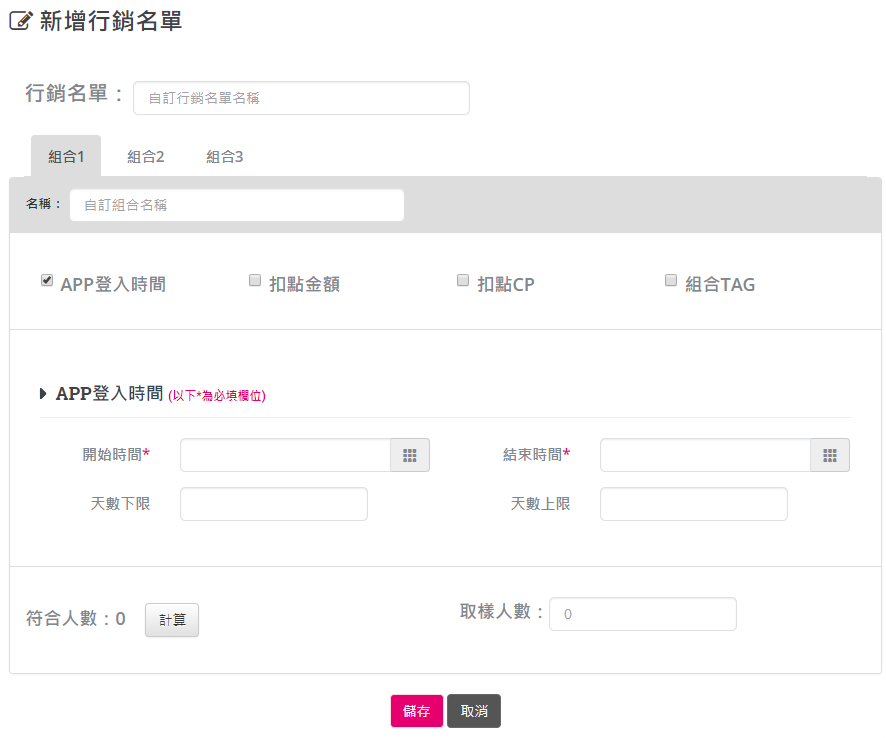 新增行銷名單
行銷名單： 自訂行銷名單名稱
組合1 組合2 組合3
名稱： 自訂組合名稱
APP登入時間 扣點金額 扣點CP 組合TAG
APP登入時間 (以下*為必填欄位)
開始時間* 結束時間*
天數下限 天數上限
符合人數：0 計算 取樣人數： 0
儲存 取消